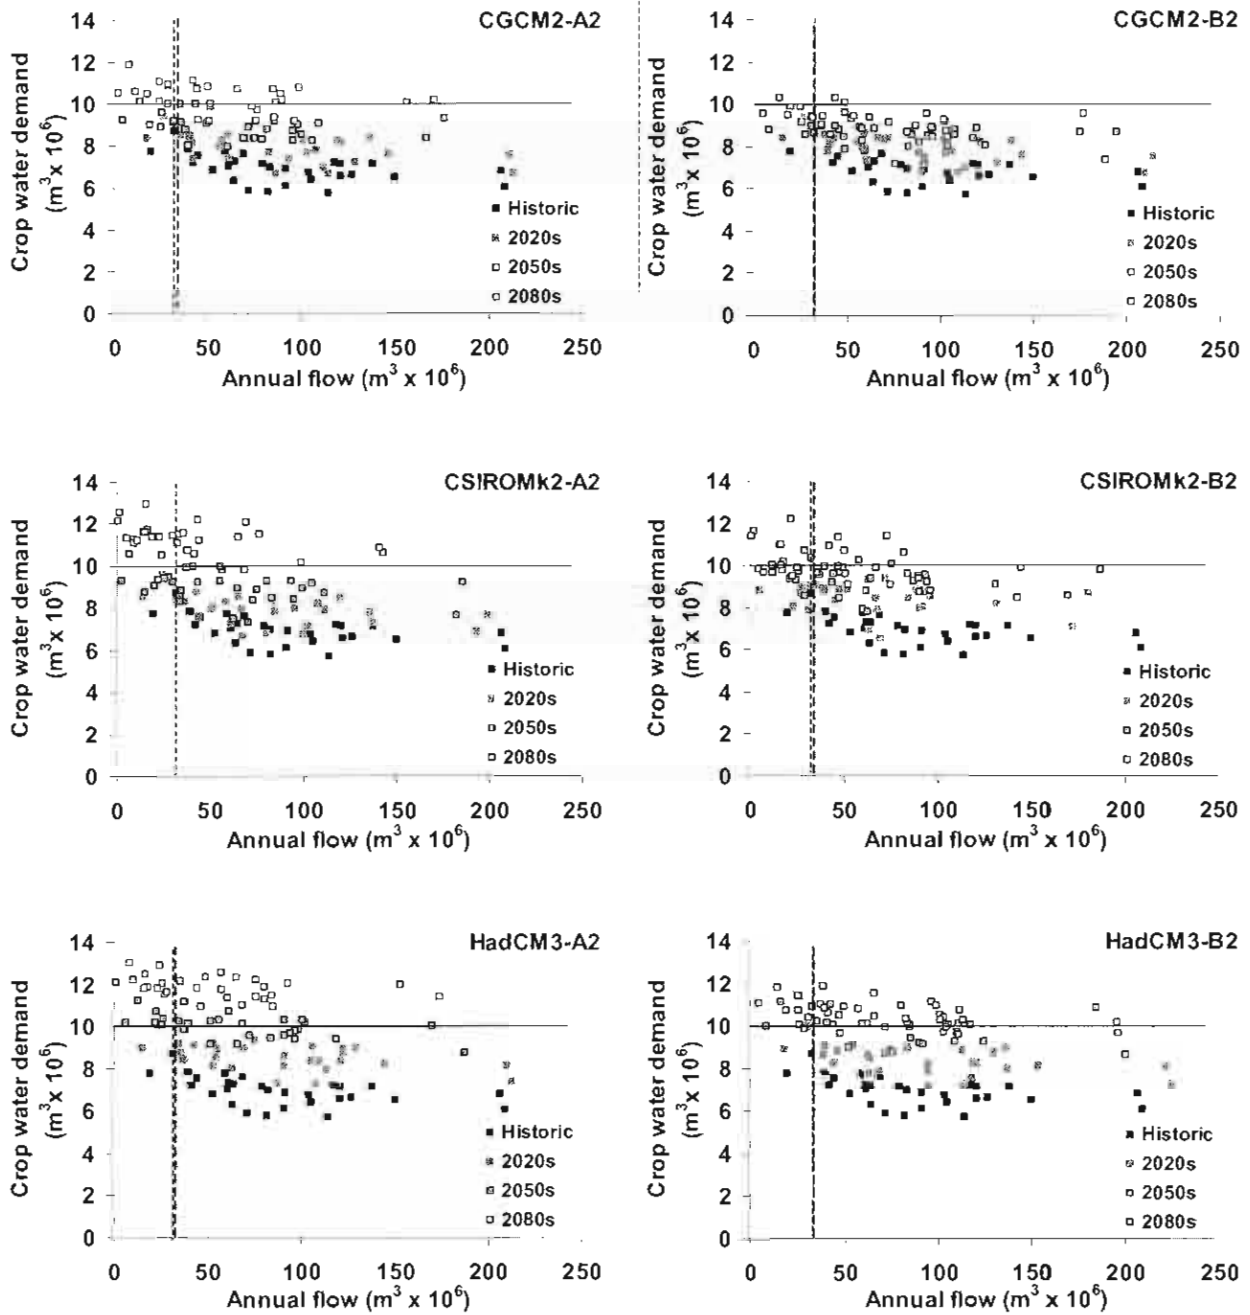 CGCM2-A2
14
12
10
8
6
4
2
0
Crop water demand
(m³ x 10⁶)
Historic
2020s
2050s
2080s
0 50 100 150 200 250
Annual flow (m³ x 10⁶)
CGCM2-B2
14
12
10
8
6
4
2
0
Crop water demand
(m³ x 10⁶)
Historic
2020s
2050s
2080s
0 50 100 150 200 250
Annual flow (m³ x 10⁶)
CSIROMk2-A2
14
12
10
8
6
4
2
0
Crop water demand
(m³ x 10⁶)
Historic
2020s
2050s
2080s
0 50 100 150 200 250
Annual flow (m³ x 10⁶)
CSIROMk2-B2
14
12
10
8
6
4
2
0
Crop water demand
(m³ x 10⁶)
Historic
2020s
2050s
2080s
0 50 100 150 200 250
Annual flow (m³ x 10⁶)
HadCM3-A2
14
12
10
8
6
4
2
0
Crop water demand
(m³ x 10⁶)
Historic
2020s
2050s
2080s
0 50 100 150 200 250
Annual flow (m³ x 10⁶)
HadCM3-B2
14
12
10
8
6
4
2
0
Crop water demand
(m³ x 10⁶)
Historic
2020s
2050s
2080s
0 50 100 150 200 250
Annual flow (m³ x 10⁶)